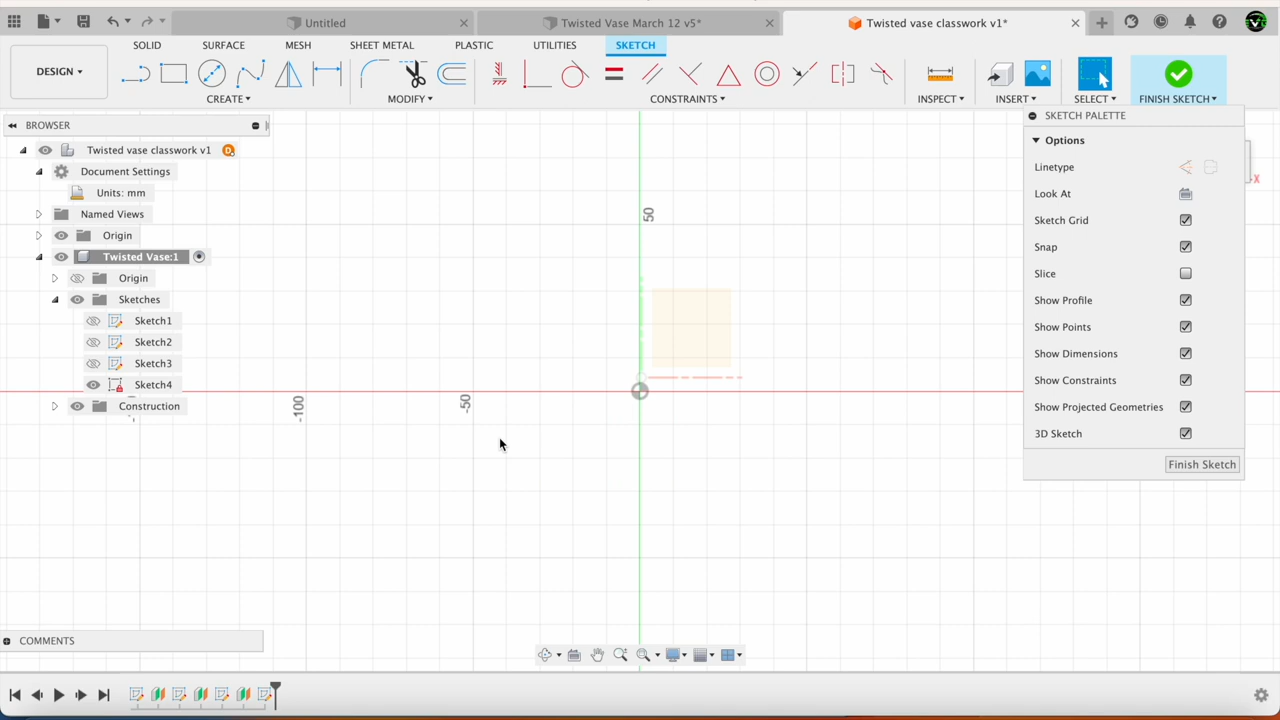 Untitled
Twisted Vase March 12 v5*
Twisted vase classwork v1*
DESIGN
SOLID
SURFACE
MESH
SHEET METAL
PLASTIC
UTILITIES
SKETCH
CREATE
MODIFY
CONSTRAINTS
INSPECT
INSERT
SELECT
FINISH SKETCH
BROWSER
Twisted vase classwork v1
Document Settings
Units: mm
Named Views
Origin
Twisted Vase:1
Origin
Sketches
Sketch1
Sketch2
Sketch3
Sketch4
Construction
50
-50
-100
SKETCH PALETTE
Options
Linetype
Look At
Sketch Grid
Snap
Slice
Show Profile
Show Points
Show Dimensions
Show Constraints
Show Projected Geometries
3D Sketch
Finish Sketch
X
COMMENTS